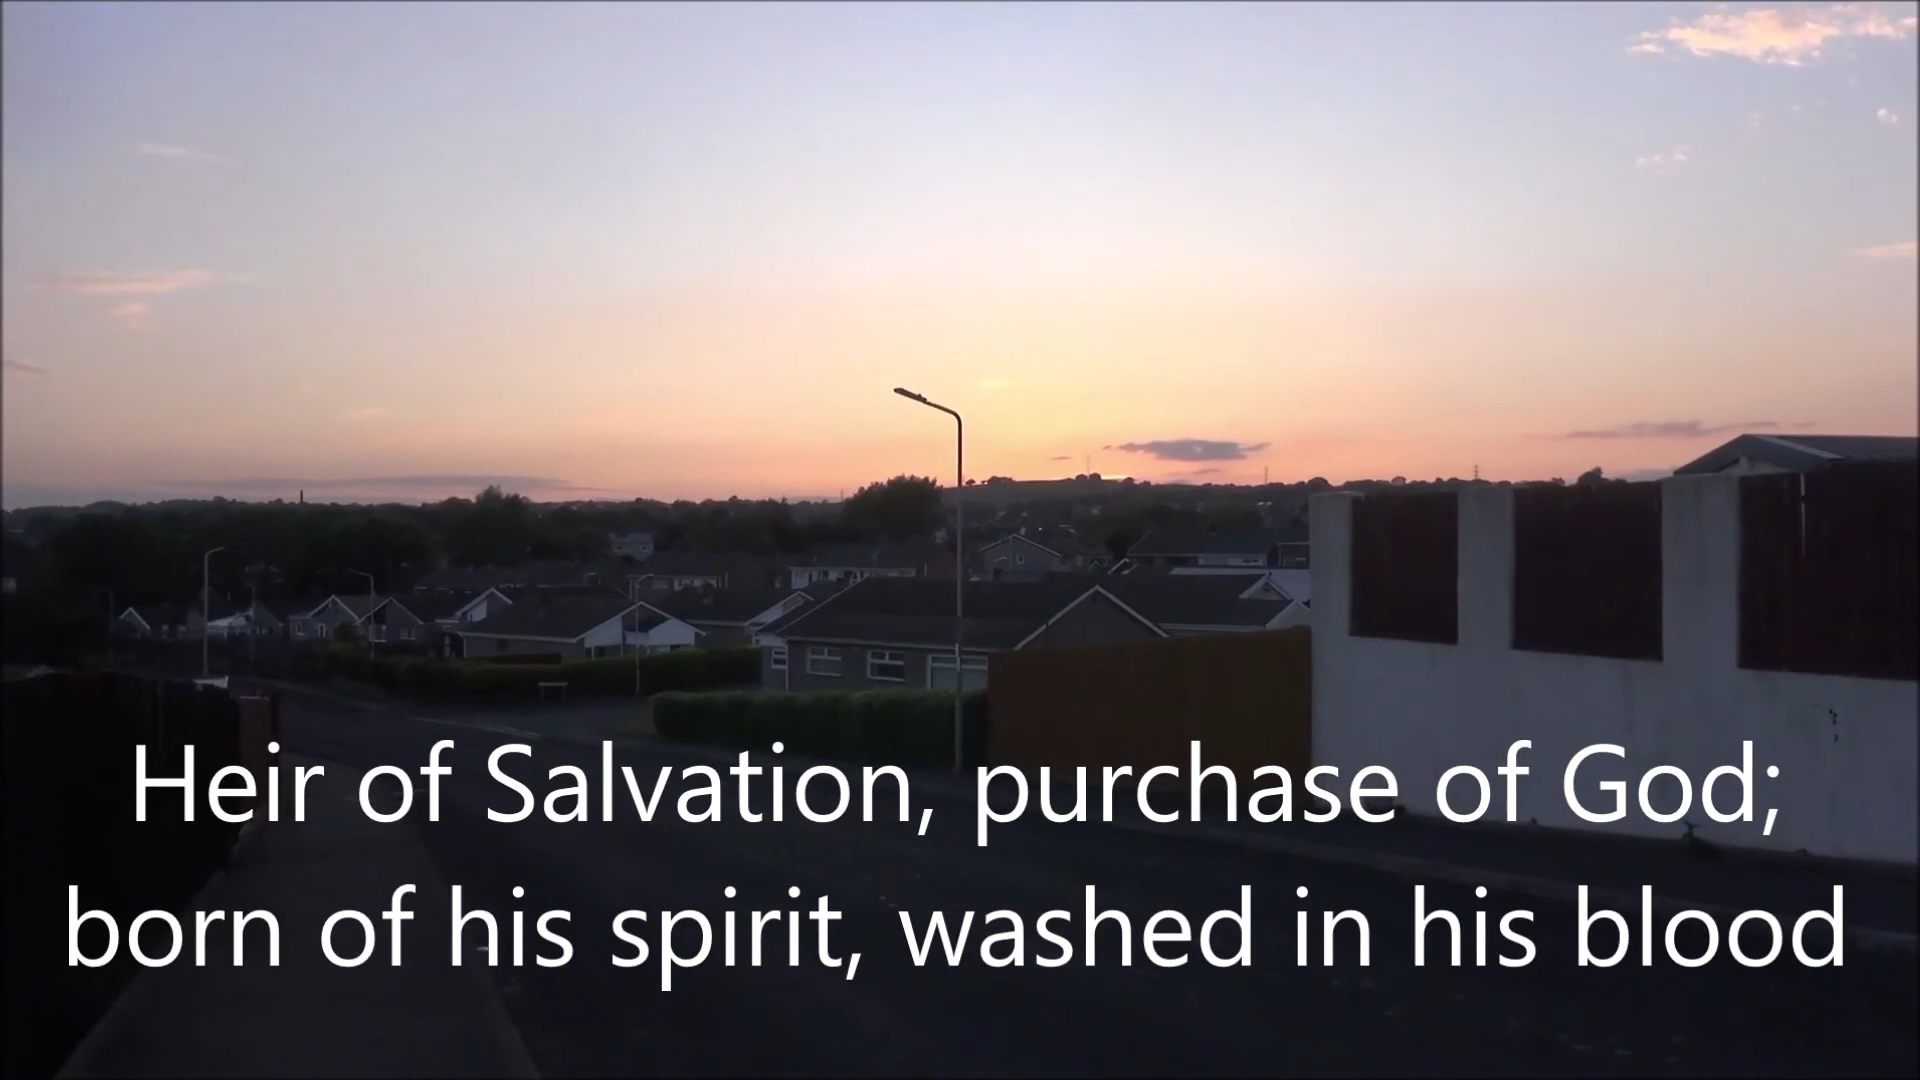 Heir of Salvation, purchase of God;
born of his spirit, washed in his blood